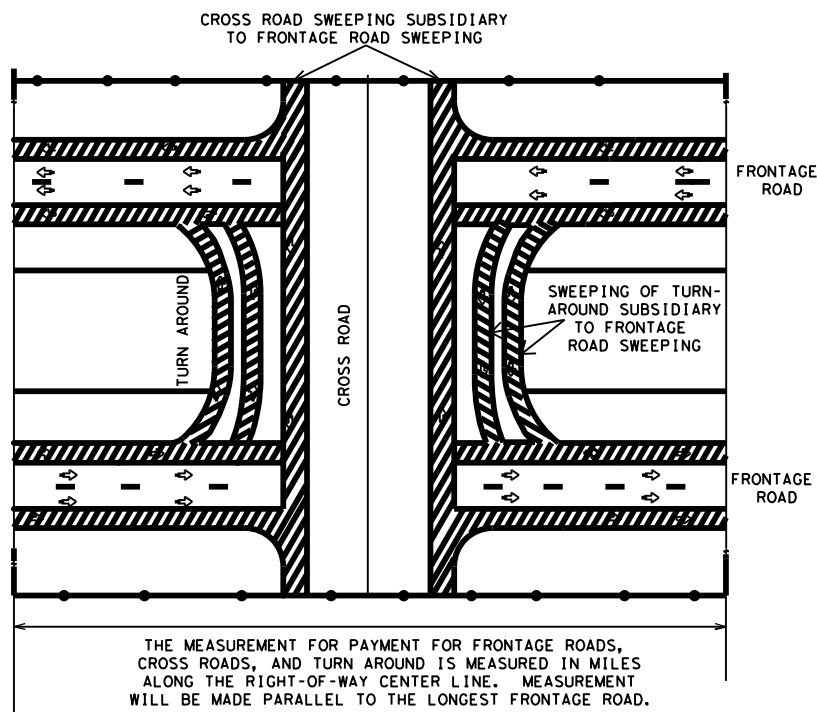 CROSS ROAD SWEEPING SUBSIDIARY
TO FRONTAGE ROAD SWEEPING
FRONTAGE
ROAD
TURN AROUND
CROSS ROAD
SWEEPING OF TURN-
AROUND SUBSIDIARY
TO FRONTAGE
ROAD SWEEPING
FRONTAGE
ROAD
THE MEASUREMENT FOR PAYMENT FOR FRONTAGE ROADS,
CROSS ROADS, AND TURN AROUND IS MEASURED IN MILES
ALONG THE RIGHT-OF-WAY CENTER LINE. MEASUREMENT
WILL BE MADE PARALLEL TO THE LONGEST FRONTAGE ROAD.